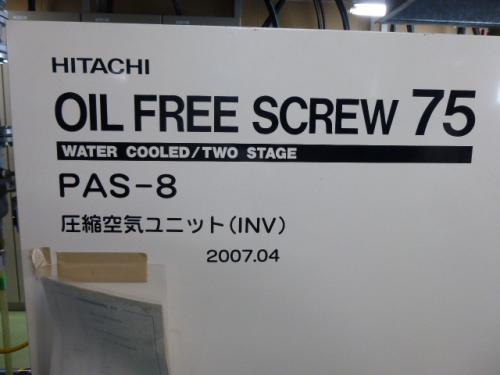 HITACHI
OIL FREE SCREW 75
WATER COOLED/TWO STAGE
PAS-8
圧縮空気ユニット(INV)
2007.04